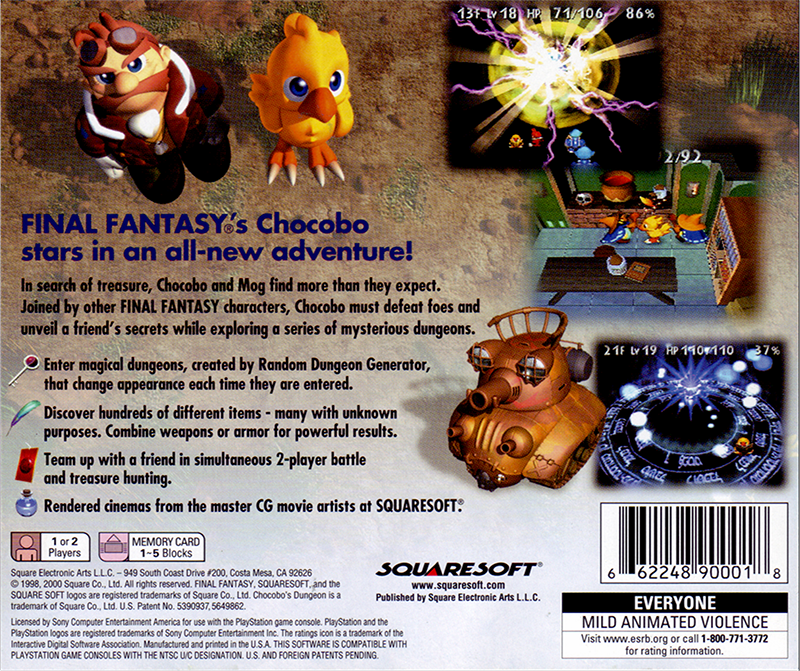 13F Lv 18 HP 71/106 86%
2/92
FINAL FANTASY®'s Chocobo
stars in an all-new adventure!
In search of treasure, Chocobo and Mog find more than they expect.
Joined by other FINAL FANTASY characters, Chocobo must defeat foes and
unveil a friend's secrets while exploring a series of mysterious dungeons.
21F Lv 19 HP 110/110 37%
Enter magical dungeons, created by Random Dungeon Generator,
that change appearance each time they are entered.
Discover hundreds of different items - many with unknown
purposes. Combine weapons or armor for powerful results.
Team up with a friend in simultaneous 2-player battle
and treasure hunting.
Rendered cinemas from the master CG movie artists at SQUARESOFT®.
1 or 2
Players
MEMORY CARD
1-5 Blocks
Square Electronic Arts L.L.C. – 949 South Coast Drive #200, Costa Mesa, CA 92626
© 1998, 2000 Square Co., Ltd. All rights reserved. FINAL FANTASY, SQUARESOFT, and the
SQUARE SOFT logos are registered trademarks of Square Co., Ltd. Chocobo's Dungeon is a
trademark of Square Co., Ltd. U.S. Patent No. 5390937,5649862.
Licensed by Sony Computer Entertainment America for use with the PlayStation game console. PlayStation and the
PlayStation logos are registered trademarks of Sony Computer Entertainment Inc. The ratings icon is a trademark of the
Interactive Digital Software Association. Manufactured and printed in the U.S.A. THIS SOFTWARE IS COMPATIBLE WITH
PLAYSTATION GAME CONSOLES WITH THE NTSC U/C DESIGNATION. U.S. AND FOREIGN PATENTS PENDING.
SQUARESOFT®
www.squaresoft.com
Published by Square Electronic Arts L.L.C.
6 62248 90001 8
EVERYONE
MILD ANIMATED VIOLENCE
Visit www.esrb.org or call 1-800-771-3772
for rating information.